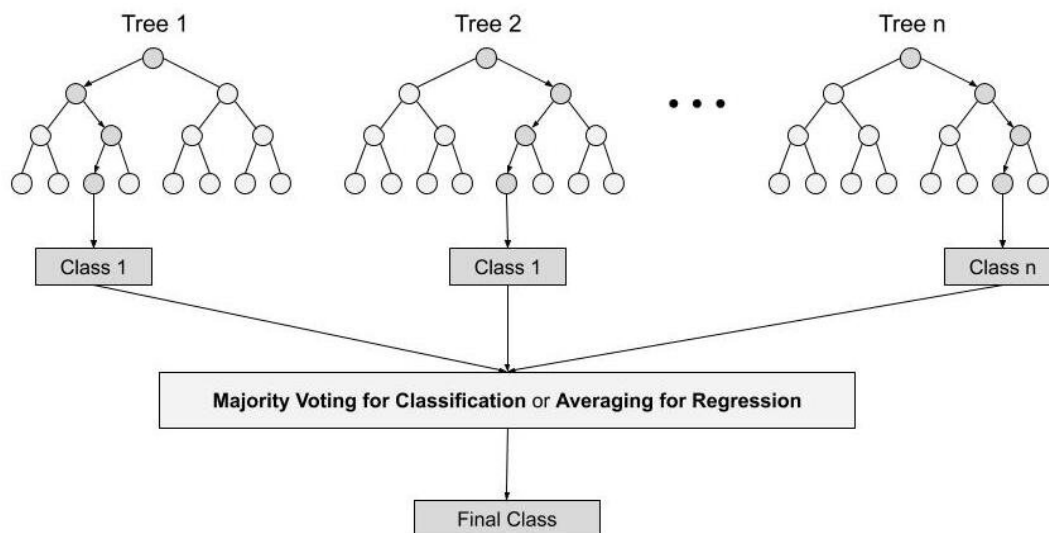 Tree 1
Tree 2
Tree n
• • •
Class 1
Class 1
Class n
Majority Voting for Classification or Averaging for Regression
Final Class